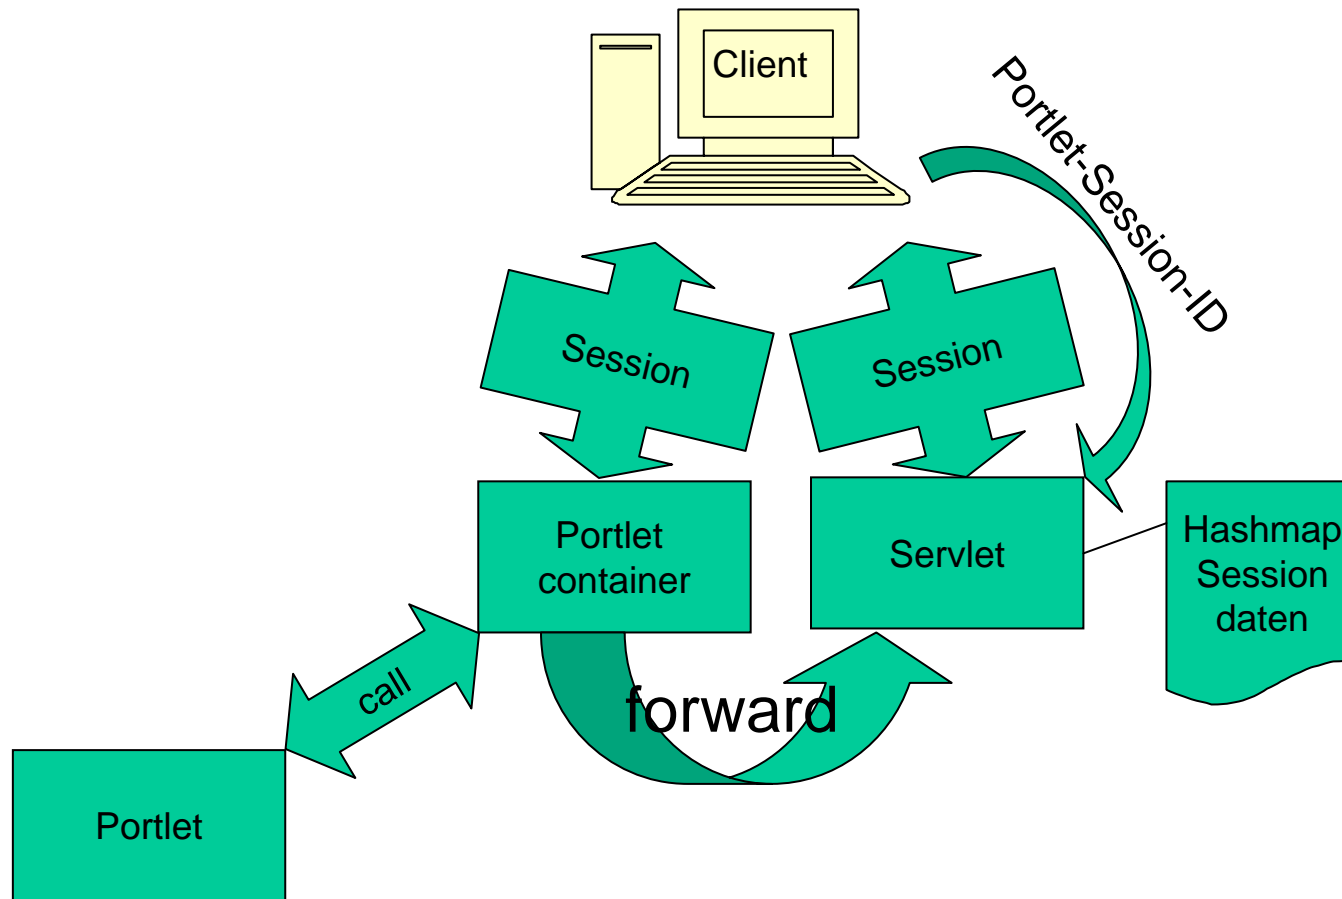 Client
Portlet-Session-ID
Session
Session
Portlet
container
Servlet
Hashmap
Session
daten
call
forward
Portlet